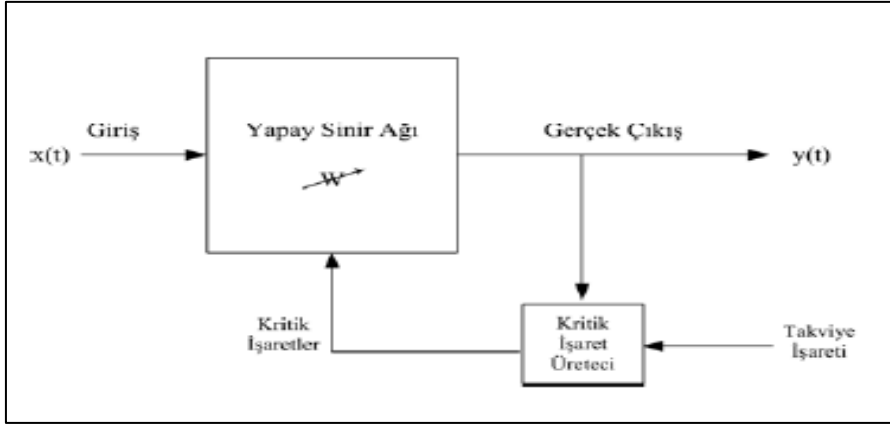 Giriş
Yapay Sinir Ağı
Gerçek Çıkış
x(t)
W
y(t)
Kritik
İşaretler
Kritik
İşaret
Üreteci
Takviye
İşareti